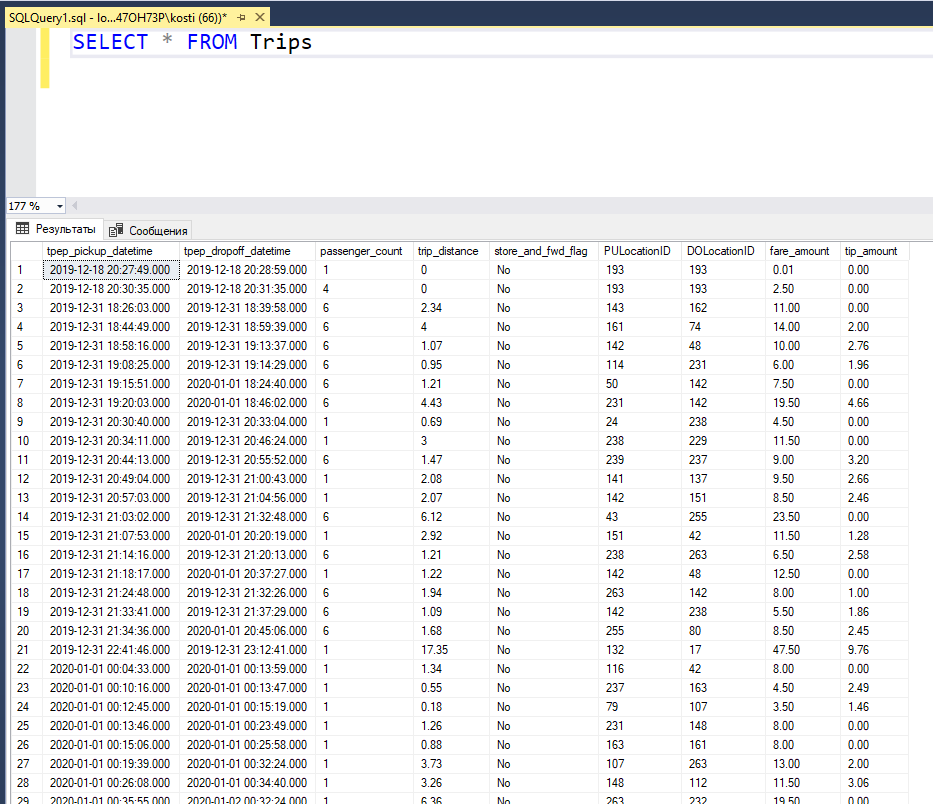 SQLQuery1.sql - lo...47OH73P\kosti (66))*
SELECT * FROM Trips
177 %
Результаты Сообщения
tpep_pickup_datetime tpep_dropoff_datetime passenger_count trip_distance store_and_fwd_flag PULocationID DOLocationID fare_amount tip_amount
1 2019-12-18 20:27:49.000 2019-12-18 20:28:59.000 1 0 No 193 193 0.01 0.00
2 2019-12-18 20:30:35.000 2019-12-18 20:31:35.000 4 0 No 193 193 2.50 0.00
3 2019-12-31 18:26:03.000 2019-12-31 18:39:58.000 6 2.34 No 143 162 11.00 0.00
4 2019-12-31 18:44:49.000 2019-12-31 18:59:39.000 6 4 No 161 74 14.00 2.00
5 2019-12-31 18:58:16.000 2019-12-31 19:13:37.000 6 1.07 No 142 48 10.00 2.76
6 2019-12-31 19:08:25.000 2019-12-31 19:14:29.000 6 0.95 No 114 231 6.00 1.96
7 2019-12-31 19:15:51.000 2020-01-01 18:24:40.000 6 1.21 No 50 142 7.50 0.00
8 2019-12-31 19:20:03.000 2020-01-01 18:46:02.000 6 4.43 No 231 142 19.50 4.66
9 2019-12-31 20:30:40.000 2019-12-31 20:33:04.000 1 0.69 No 24 238 4.50 0.00
10 2019-12-31 20:34:11.000 2019-12-31 20:46:24.000 1 3 No 238 229 11.50 0.00
11 2019-12-31 20:44:13.000 2019-12-31 20:55:52.000 6 1.47 No 239 237 9.00 3.20
12 2019-12-31 20:49:04.000 2019-12-31 21:00:43.000 1 2.08 No 141 137 9.50 2.66
13 2019-12-31 20:57:03.000 2019-12-31 21:04:56.000 1 2.07 No 142 151 8.50 2.46
14 2019-12-31 21:03:02.000 2019-12-31 21:32:48.000 6 6.12 No 43 255 23.50 0.00
15 2019-12-31 21:07:53.000 2020-01-01 20:20:19.000 1 2.92 No 151 42 11.50 1.28
16 2019-12-31 21:14:16.000 2019-12-31 21:20:13.000 6 1.21 No 238 263 6.50 2.58
17 2019-12-31 21:18:17.000 2020-01-01 20:37:27.000 1 1.22 No 142 48 12.50 0.00
18 2019-12-31 21:24:48.000 2019-12-31 21:32:26.000 6 1.94 No 263 142 8.00 1.00
19 2019-12-31 21:33:41.000 2019-12-31 21:37:29.000 6 1.09 No 142 238 5.50 1.86
20 2019-12-31 21:34:36.000 2020-01-01 20:45:06.000 6 1.68 No 255 80 8.50 2.45
21 2019-12-31 22:41:46.000 2019-12-31 23:12:41.000 1 17.35 No 132 17 47.50 9.76
22 2020-01-01 00:04:33.000 2020-01-01 00:13:59.000 1 1.34 No 116 42 8.00 0.00
23 2020-01-01 00:10:16.000 2020-01-01 00:13:47.000 1 0.55 No 237 163 4.50 2.49
24 2020-01-01 00:12:45.000 2020-01-01 00:15:19.000 1 0.18 No 79 107 3.50 1.46
25 2020-01-01 00:13:46.000 2020-01-01 00:23:49.000 1 1.26 No 231 148 8.00 0.00
26 2020-01-01 00:15:06.000 2020-01-01 00:25:58.000 1 0.88 No 163 161 8.00 0.00
27 2020-01-01 00:19:39.000 2020-01-01 00:32:24.000 1 3.73 No 107 263 13.00 2.00
28 2020-01-01 00:26:08.000 2020-01-01 00:34:40.000 1 3.26 No 148 112 11.50 3.06
29 2020-01-01 00:35:55.000 2020-01-02 00:32:24.000 1 6.36 No 263 232 19.50 0.00